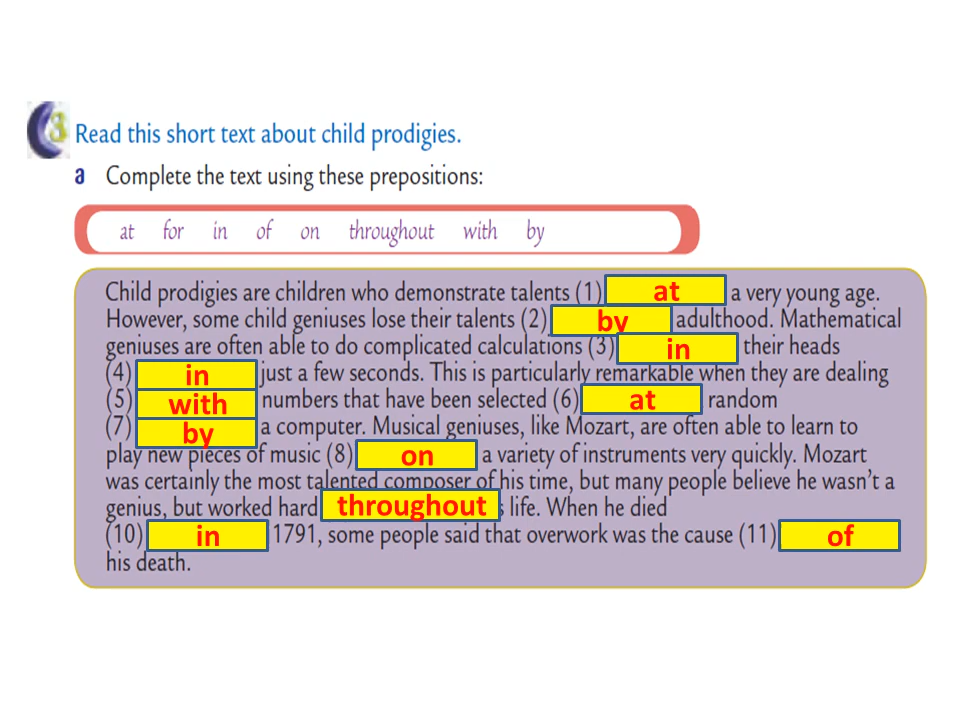 3 Read this short text about child prodigies.
a Complete the text using these prepositions:
at for in of on throughout with by
Child prodigies are children who demonstrate talents (1) at a very young age.
However, some child geniuses lose their talents (2) by adulthood. Mathematical
geniuses are often able to do complicated calculations (3) in their heads
(4) in just a few seconds. This is particularly remarkable when they are dealing
(5) with numbers that have been selected (6) at random
(7) by a computer. Musical geniuses, like Mozart, are often able to learn to
play new pieces of music (8) on a variety of instruments very quickly. Mozart
was certainly the most talented composer of his time, but many people believe he wasn't a
genius, but worked hard throughout life. When he died
(10) in 1791, some people said that overwork was the cause (11) of
his death.